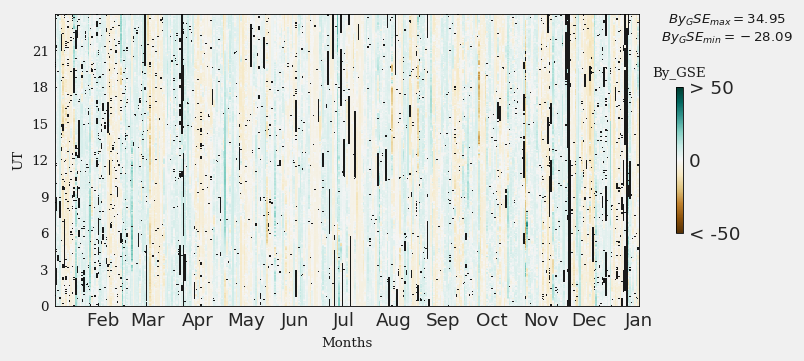 By_GSE_max = 34.95
By_GSE_min = −28.09
By_GSE
> 50
0
< -50
21
18
15
12
9
6
3
0
UT
Feb Mar Apr May Jun Jul Aug Sep Oct Nov Dec Jan
Months